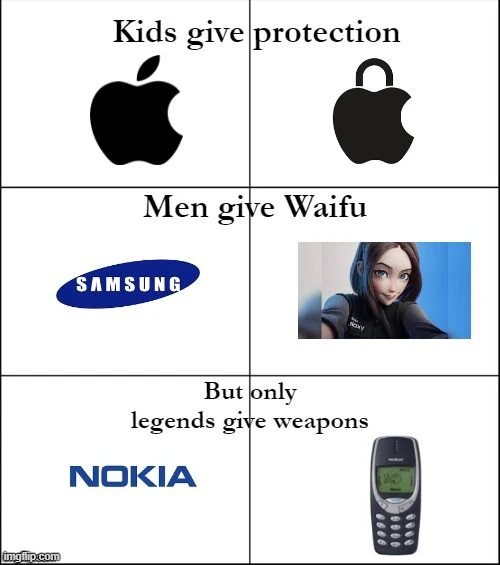 Kids give protection
Men give Waifu
SAMSUNG
But only
legends give weapons
NOKIA
imgflip.com